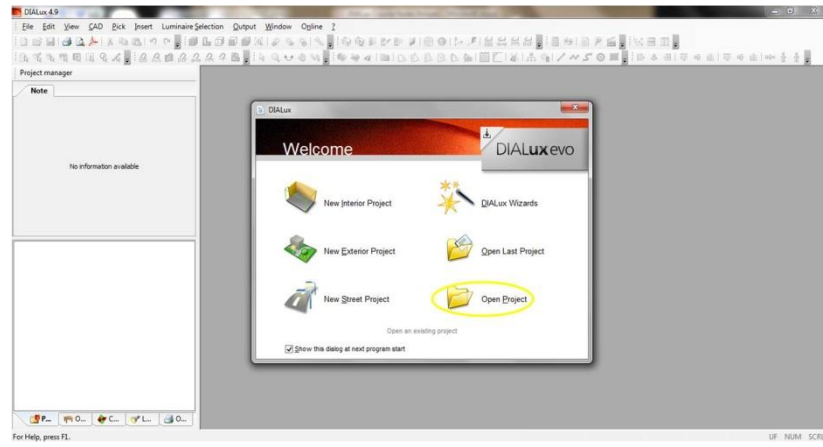 DIALux 4.9
File Edit View CAD Pick Insert Luminaire Selection Output Window Online ?
Project manager
Note
No information available
DIALux
Welcome
DIALux evo
New Interior Project
DIALux Wizards
New Exterior Project
Open Last Project
New Street Project
Open Project
Open an existing project
Show this dialog at next program start
P... O... C... L... O...
For Help, press F1.
UF NUM SCRL